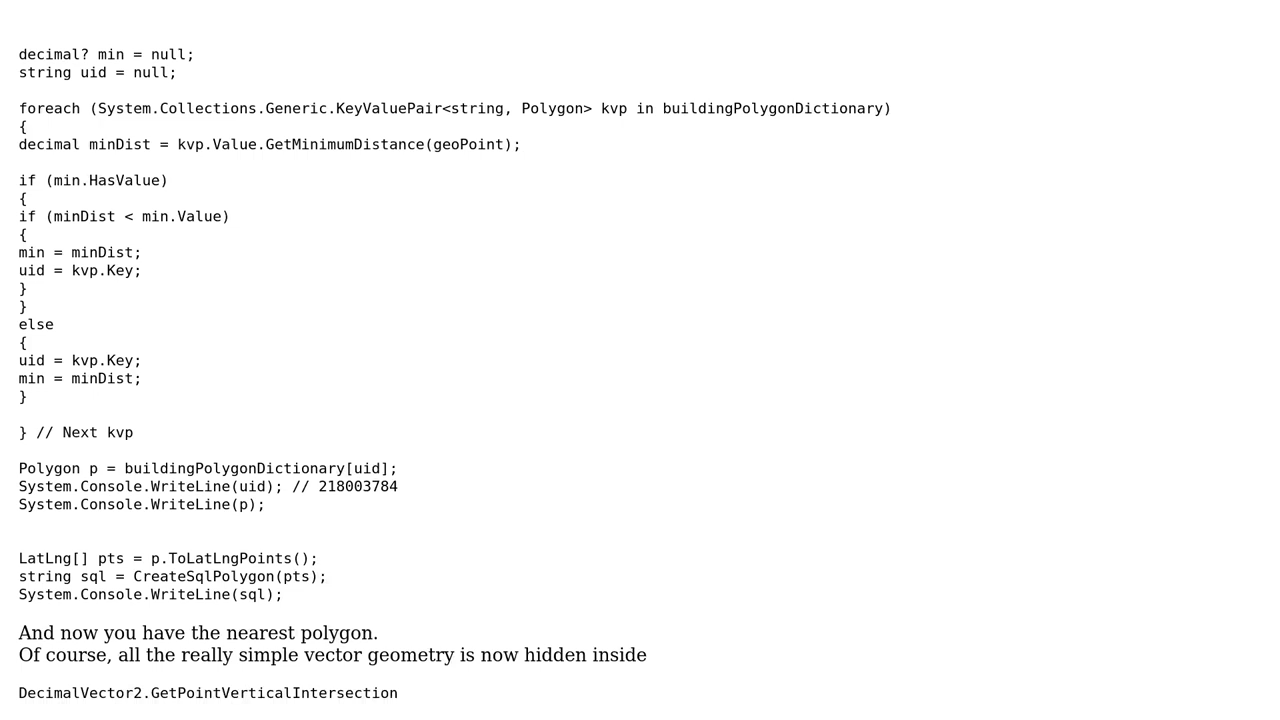 decimal? min = null;
string uid = null;
foreach (System.Collections.Generic.KeyValuePair<string, Polygon> kvp in buildingPolygonDictionary)
{
decimal minDist = kvp.Value.GetMinimumDistance(geoPoint);
if (min.HasValue)
{
if (minDist < min.Value)
{
min = minDist;
uid = kvp.Key;
}
}
else
{
uid = kvp.Key;
min = minDist;
}
} // Next kvp
Polygon p = buildingPolygonDictionary[uid];
System.Console.WriteLine(uid); // 218003784
System.Console.WriteLine(p);
LatLng[] pts = p.ToLatLngPoints();
string sql = CreateSqlPolygon(pts);
System.Console.WriteLine(sql);
And now you have the nearest polygon.
Of course, all the really simple vector geometry is now hidden inside
DecimalVector2.GetPointVerticalIntersection